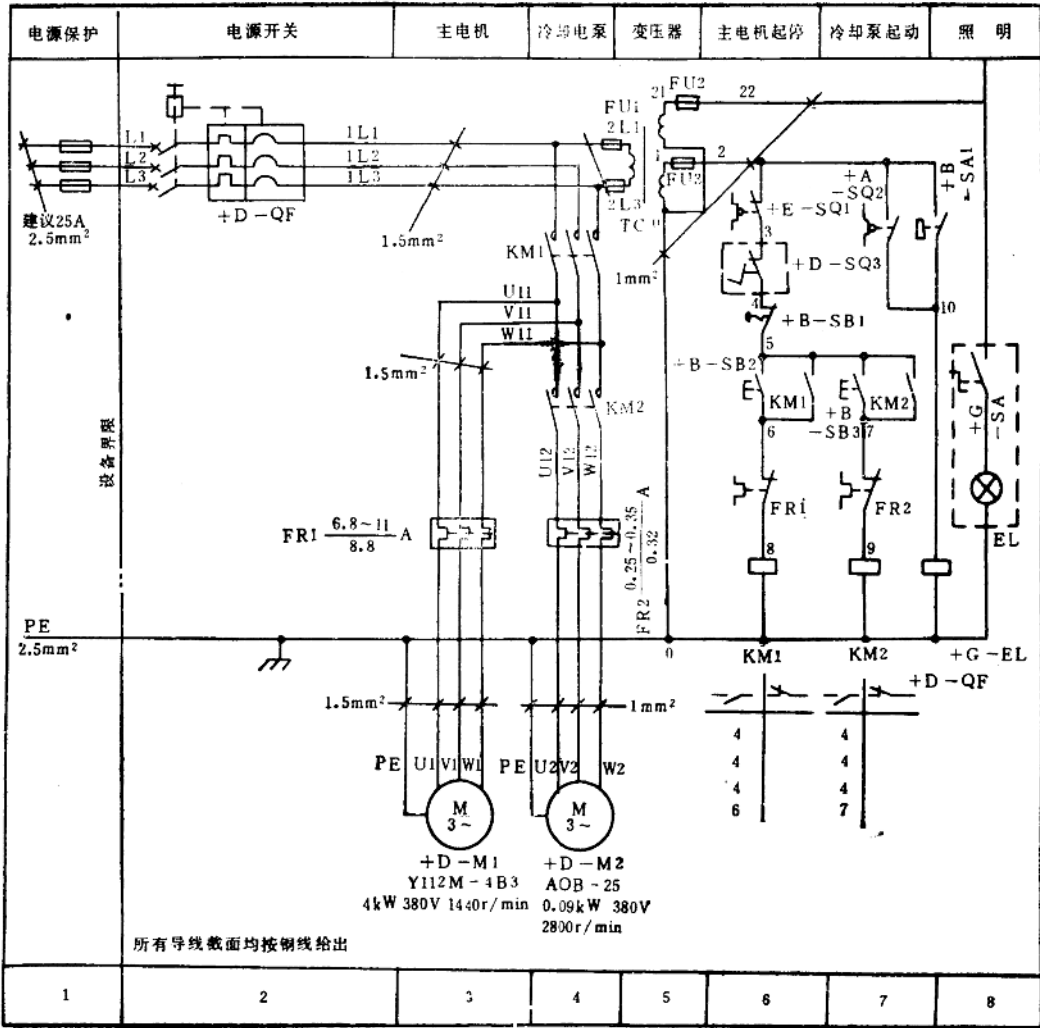 电源保护
电源开关
主电机
冷却电泵
变压器
主电机起停
冷却泵起动
照 明
21
FU2
22
FU1
2L1
L1
1L1
L2
1L2
L3
1L3
1
2
FU3
2L3
TC
0
+D-QF
建议25A
2.5mm²
1.5mm²
1mm²
+A
-SQ2
+B
-SA1
+E-SQ1
3
+D-SQ3
KM1
4
10
U11
V11
W11
+B-SB1
5
1.5mm²
+B-SB2
KM1
KM2
+B
-SB3
6
7
KM2
U12
V12
W12
+G
-SA
设备界限
FR1 6.8~11
8.8
A
FR2 0.25~0.35
0.32
A
FR1
FR2
EL
8
9
PE
2.5mm²
0
KM1
KM2
+G-EL
+D-QF
1.5mm²
1mm²
4
4
4
6
4
4
4
7
PE
U1
V1
W1
PE
U2
V2
W2
M
3~
M
3~
+D-M1
Y112M-4B3
4kW 380V 1440r/min
+D-M2
AOB-25
0.09kW 380V
2800r/min
所有导线截面均按铜线给出
1
2
3
4
5
6
7
8